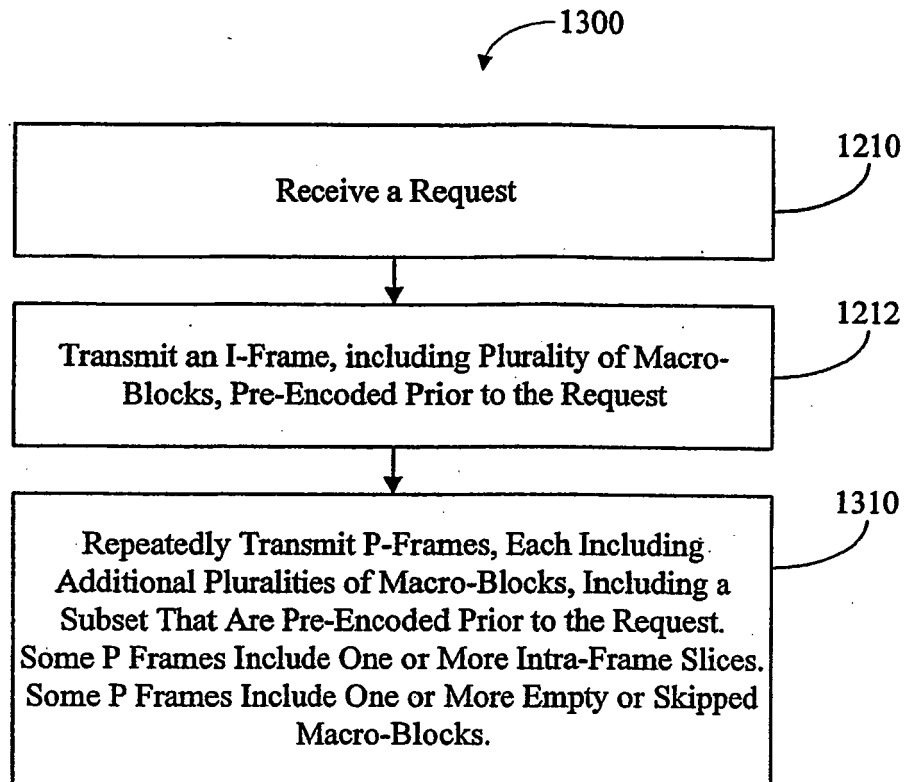 1300
1210
Receive a Request
1212
Transmit an I-Frame, including Plurality of Macro-
Blocks, Pre-Encoded Prior to the Request
1310
Repeatedly Transmit P-Frames, Each Including
Additional Pluralities of Macro-Blocks, Including a
Subset That Are Pre-Encoded Prior to the Request.
Some P Frames Include One or More Intra-Frame Slices.
Some P Frames Include One or More Empty or Skipped
Macro-Blocks.